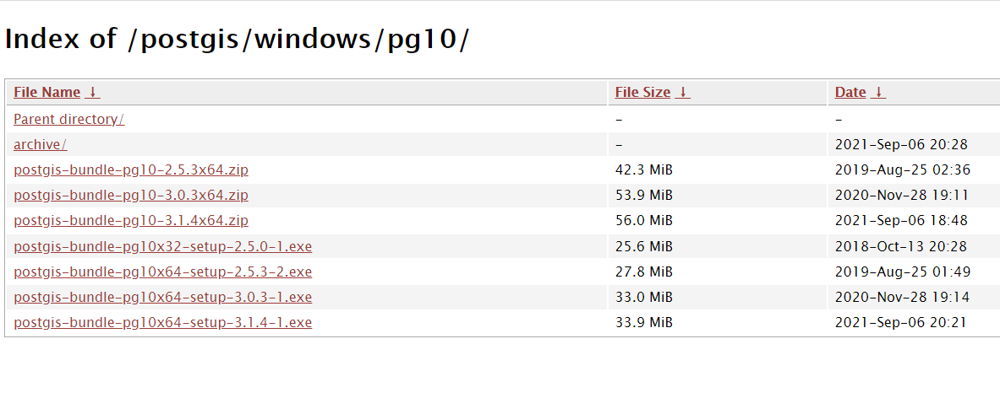 Index of /postgis/windows/pg10/
File Name ↓ File Size ↓ Date ↓
Parent directory/ - -
archive/ - 2021-Sep-06 20:28
postgis-bundle-pg10-2.5.3x64.zip 42.3 MiB 2019-Aug-25 02:36
postgis-bundle-pg10-3.0.3x64.zip 53.9 MiB 2020-Nov-28 19:11
postgis-bundle-pg10-3.1.4x64.zip 56.0 MiB 2021-Sep-06 18:48
postgis-bundle-pg10x32-setup-2.5.0-1.exe 25.6 MiB 2018-Oct-13 20:28
postgis-bundle-pg10x64-setup-2.5.3-2.exe 27.8 MiB 2019-Aug-25 01:49
postgis-bundle-pg10x64-setup-3.0.3-1.exe 33.0 MiB 2020-Nov-28 19:14
postgis-bundle-pg10x64-setup-3.1.4-1.exe 33.9 MiB 2021-Sep-06 20:21